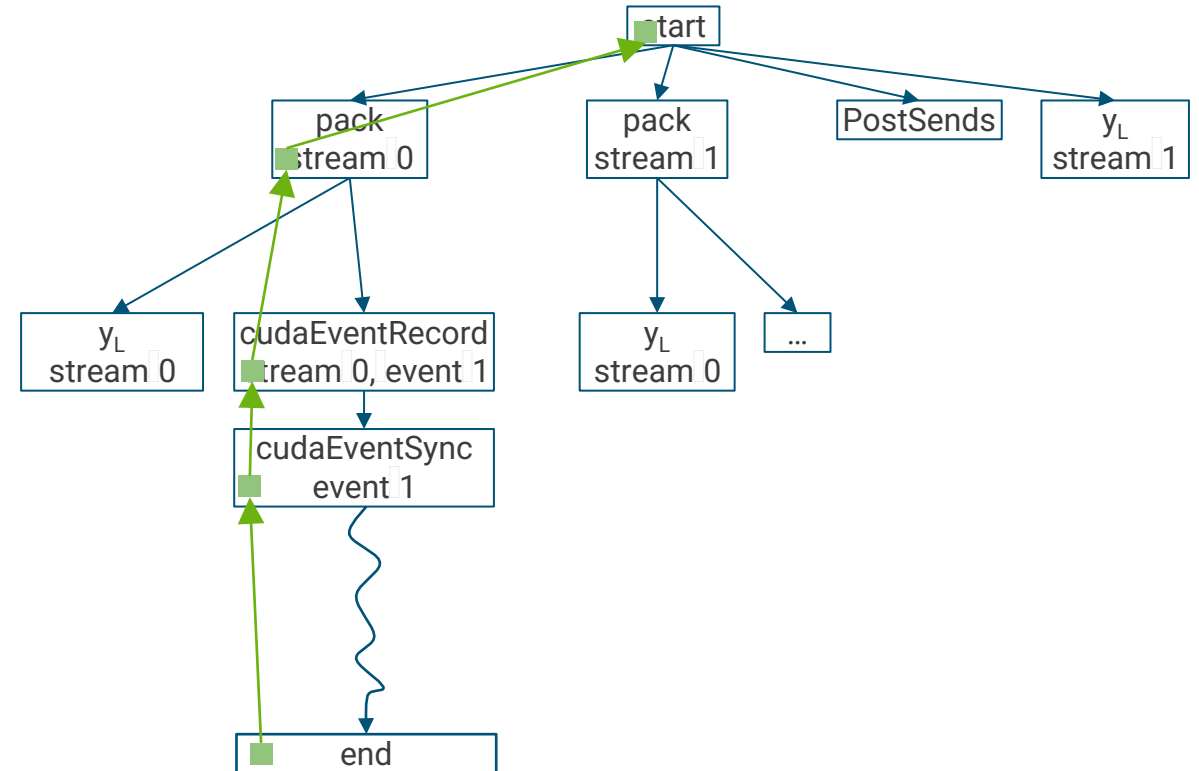 start
pack
stream 0
pack
stream 1
PostSends
yL
stream 1
yL
stream 0
cudaEventRecord
stream 0, event 1
yL
stream 0
...
cudaEventSync
event 1
end